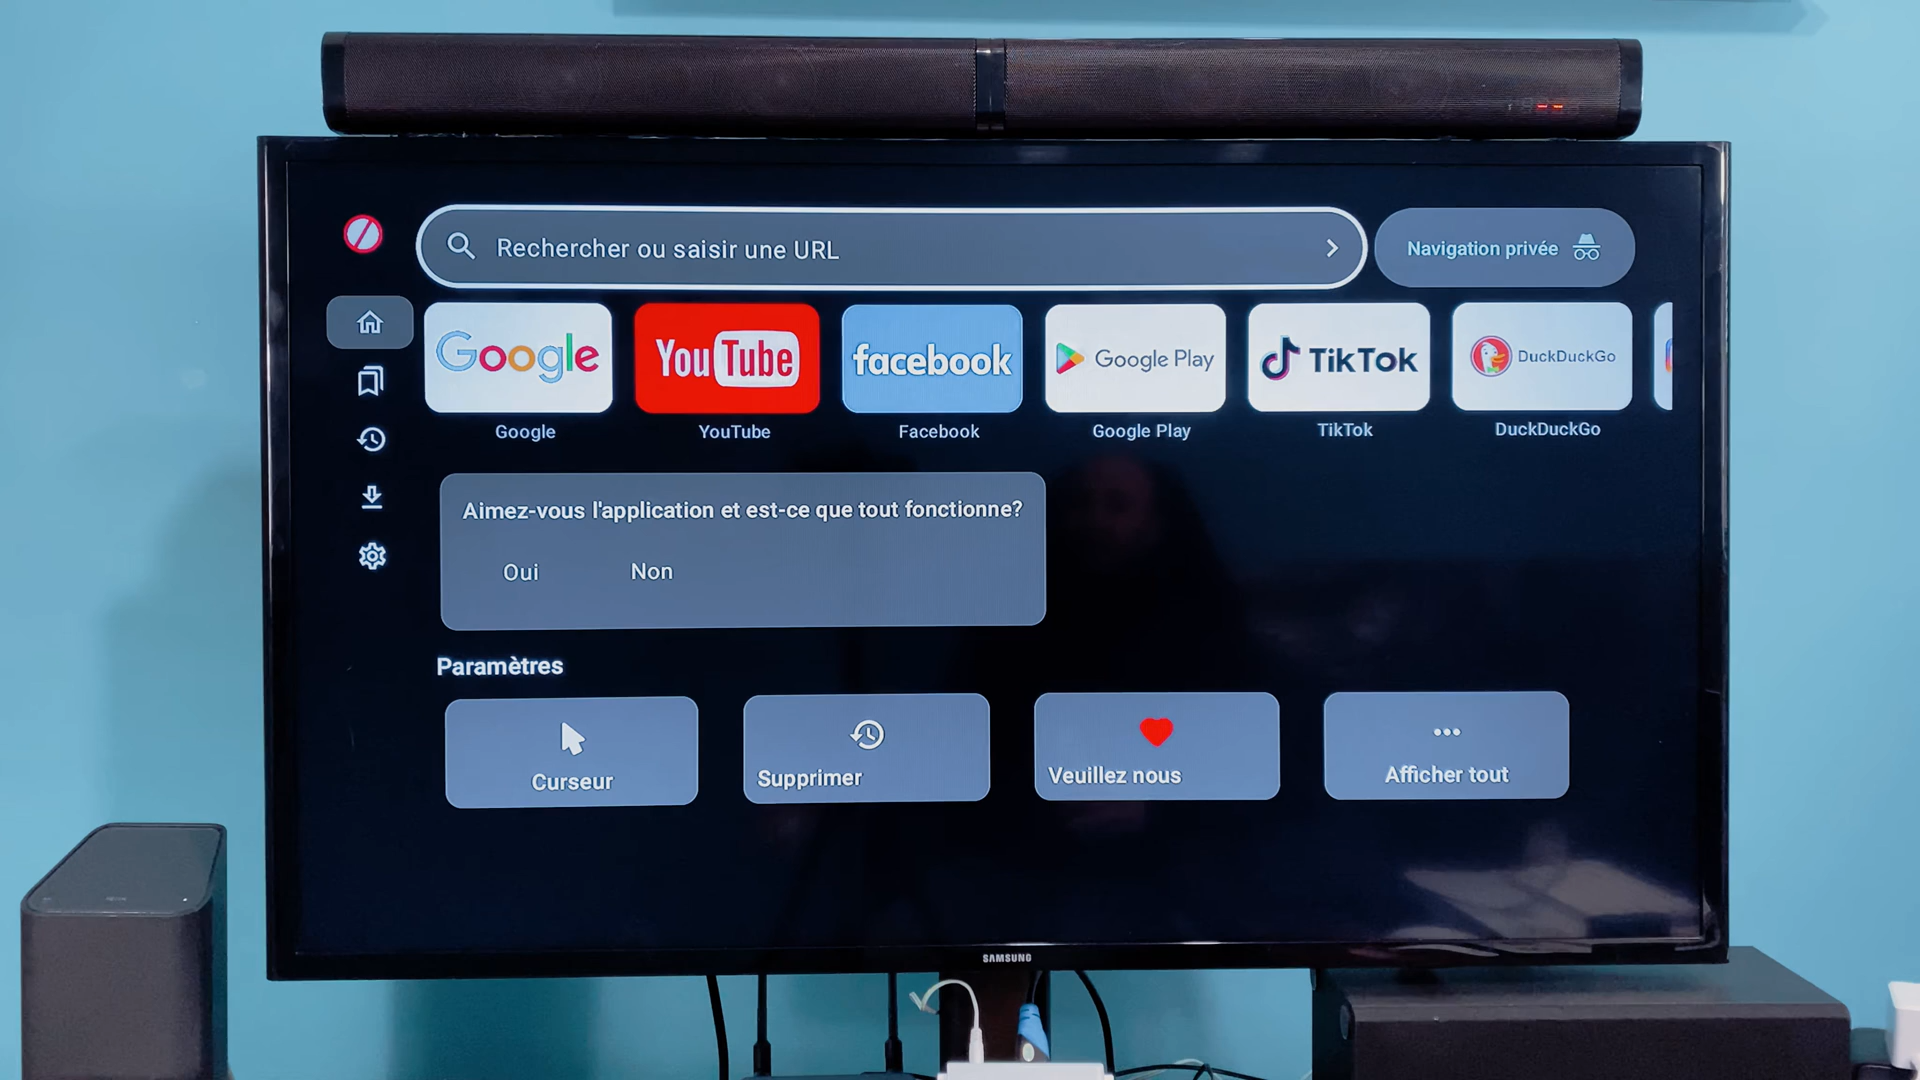 Rechercher ou saisir une URL
Navigation privée
Google
YouTube
facebook
Google Play
TikTok
DuckDuckGo
Google
YouTube
Facebook
Google Play
TikTok
DuckDuckGo
Aimez-vous l'application et est-ce que tout fonctionne?
Oui
Non
Paramètres
Curseur
Supprimer
Veuillez nous
Afficher tout
SAMSUNG